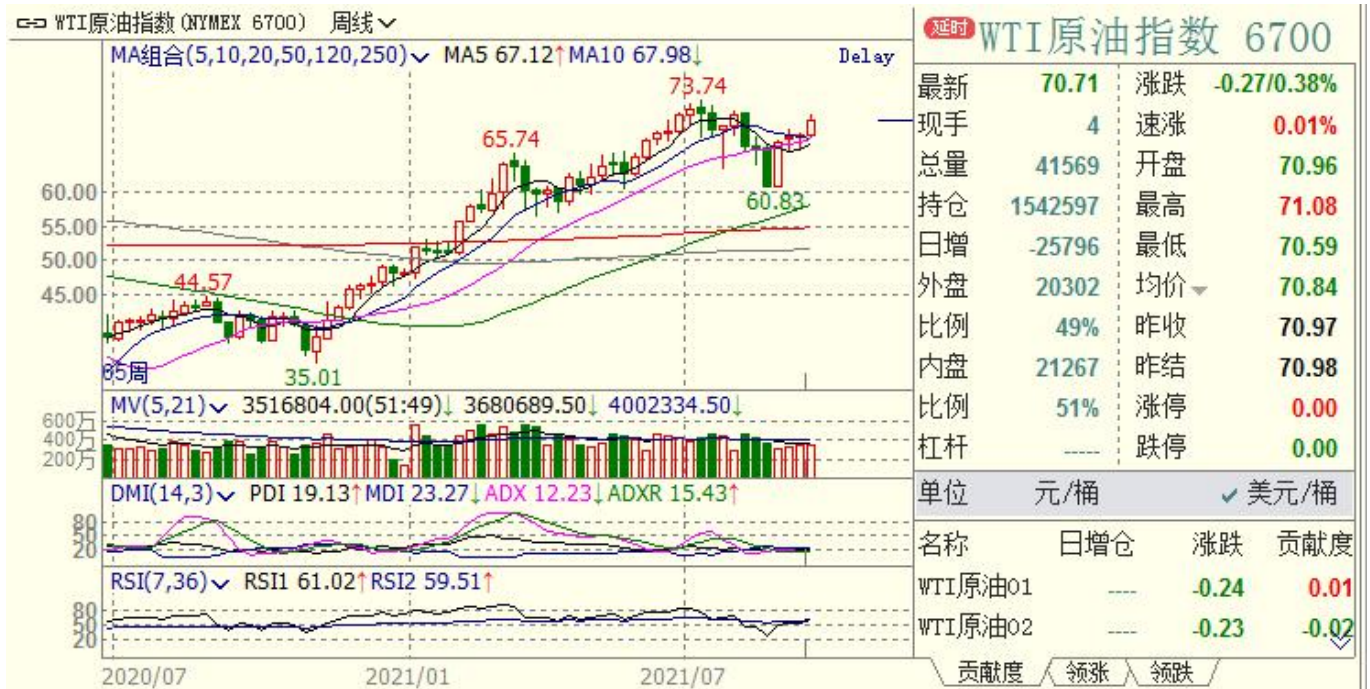 WTI原油指数(NYMEX 6700) 周线
MA组合(5,10,20,50,120,250) MA5 67.12↑MA10 67.98↓ Delay
73.74
65.74
60.00
60.83
55.00
50.00
44.57
45.00
65周
35.01
MV(5,21) 3516804.00(51:49)↓ 3680689.50↓ 4002334.50↓
600万
400万
200万
DMI(14,3) PDI 19.13↑MDI 23.27↓ADX 12.23↓ADXR 15.43↑
80
50
20
RSI(7,36) RSI1 61.02↑RSI2 59.51↑
80
50
20
2020/07 2021/01 2021/07
延时 WTI原油指数 6700
最新 70.71 涨跌 -0.27/0.38%
现手 4 速涨 0.01%
总量 41569 开盘 70.96
持仓 1542597 最高 71.08
日增 -25796 最低 70.59
外盘 20302 均价 70.84
比例 49% 昨收 70.97
内盘 21267 昨结 70.98
比例 51% 涨停 0.00
杠杆 ----- 跌停 0.00
单位 元/桶 ✓美元/桶
名称 日增仓 涨跌 贡献度
WTI原油01 ---- -0.24 0.01
WTI原油02 ---- -0.23 -0.02
贡献度 领涨 领跌